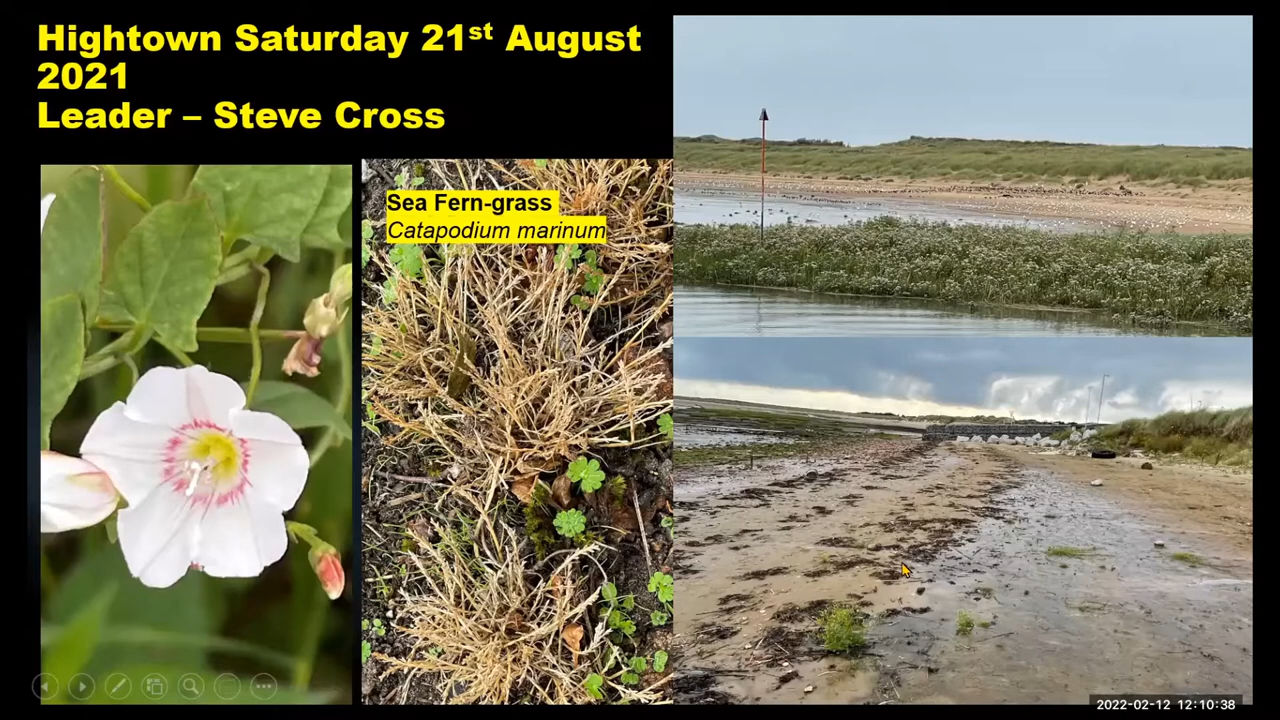 Hightown Saturday 21st August
2021
Leader – Steve Cross
Sea Fern-grass
Catapodium marinum
2022-02-12 12:10:38